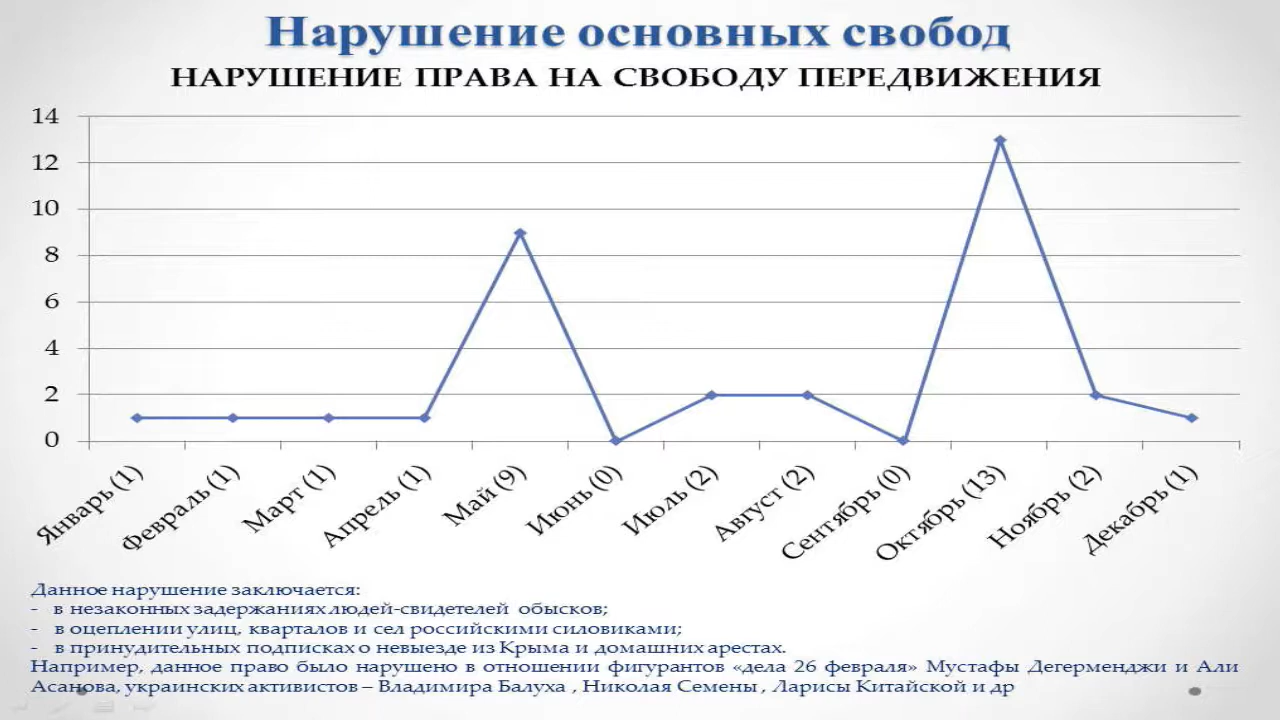 Нарушение основных свобод
НАРУШЕНИЕ ПРАВА НА СВОБОДУ ПЕРЕДВИЖЕНИЯ
14
12
10
8
6
4
2
0
Январь (1)
Февраль (1)
Март (1)
Апрель (1)
Май (9)
Июнь (0)
Июль (2)
Август (2)
Сентябрь (0)
Октябрь (13)
Ноябрь (2)
Декабрь (1)
Данное нарушение заключается:
- в незаконных задержаниях людей-свидетелей обысков;
- в оцеплении улиц, кварталов и сел российскими силовиками;
- в принудительных подписках о невыезде из Крыма и домашних арестах.
Например, данное право было нарушено в отношении фигурантов «дела 26 февраля» Мустафы Дегерменджи и Али
Асанова, украинских активистов – Владимира Балуха , Николая Семены , Ларисы Китайской и др